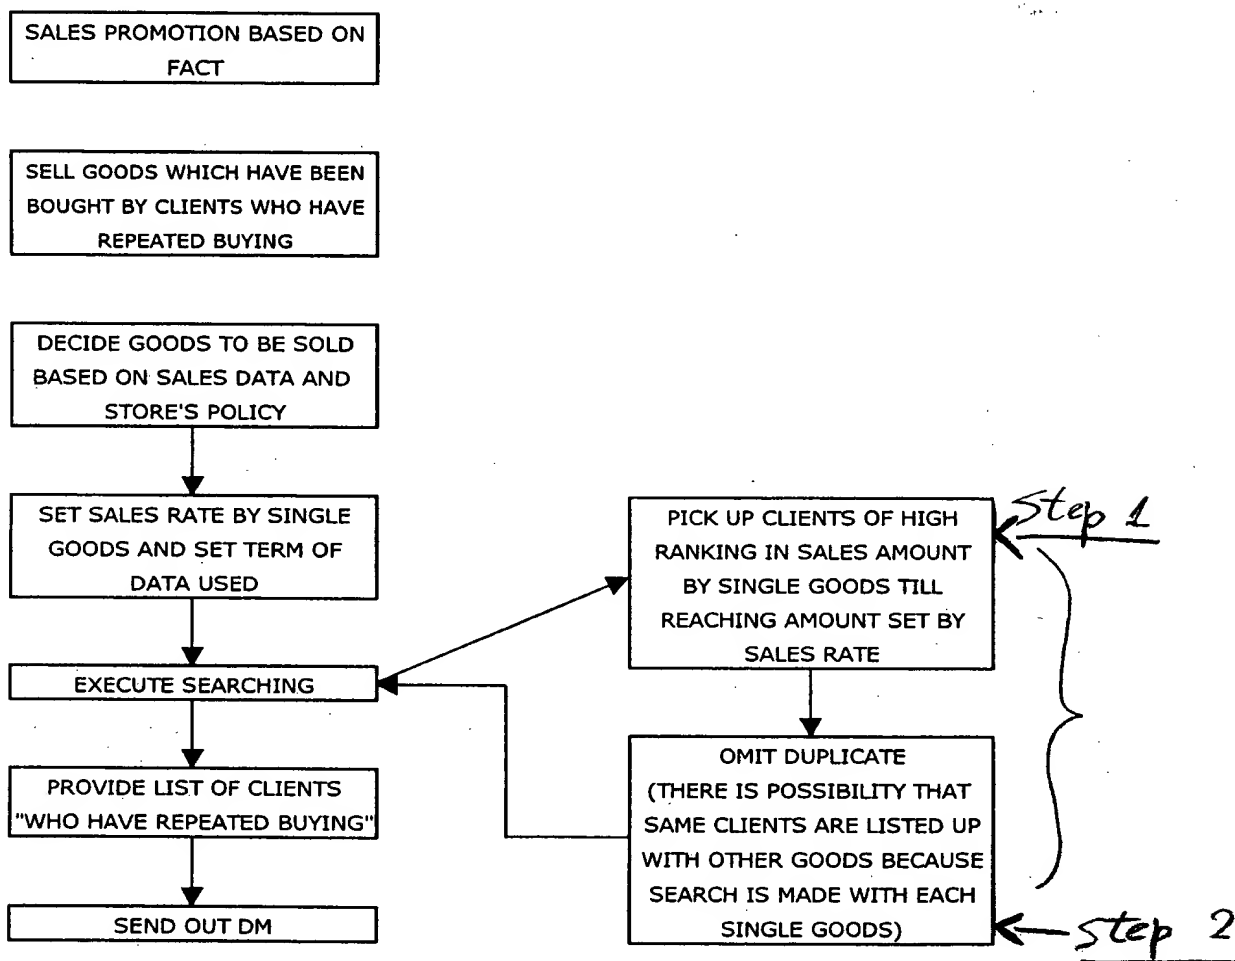 SALES PROMOTION BASED ON
FACT
SELL GOODS WHICH HAVE BEEN
BOUGHT BY CLIENTS WHO HAVE
REPEATED BUYING
DECIDE GOODS TO BE SOLD
BASED ON SALES DATA AND
STORE'S POLICY
SET SALES RATE BY SINGLE
GOODS AND SET TERM OF
DATA USED
EXECUTE SEARCHING
PROVIDE LIST OF CLIENTS
"WHO HAVE REPEATED BUYING"
SEND OUT DM
PICK UP CLIENTS OF HIGH
RANKING IN SALES AMOUNT
BY SINGLE GOODS TILL
REACHING AMOUNT SET BY
SALES RATE
Step 1
OMIT DUPLICATE
(THERE IS POSSIBILITY THAT
SAME CLIENTS ARE LISTED UP
WITH OTHER GOODS BECAUSE
SEARCH IS MADE WITH EACH
SINGLE GOODS)
Step 2